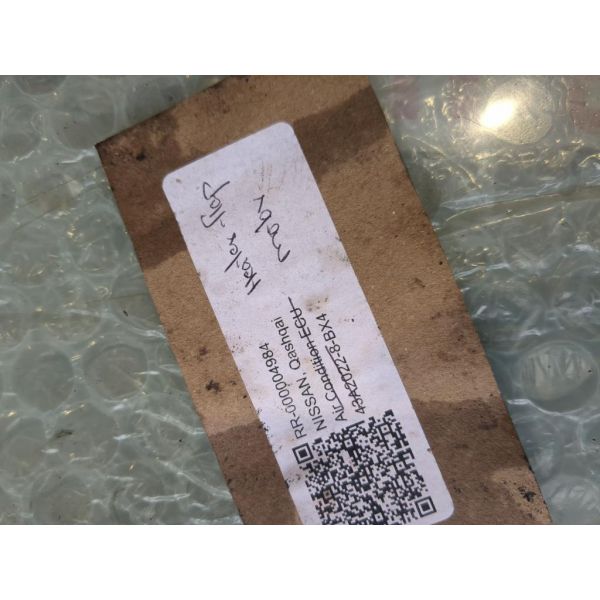 RR-000004984
NISSAN, Qashqai
Air Condition ECU
43A2022-8-BX4
Heater Flap
motor